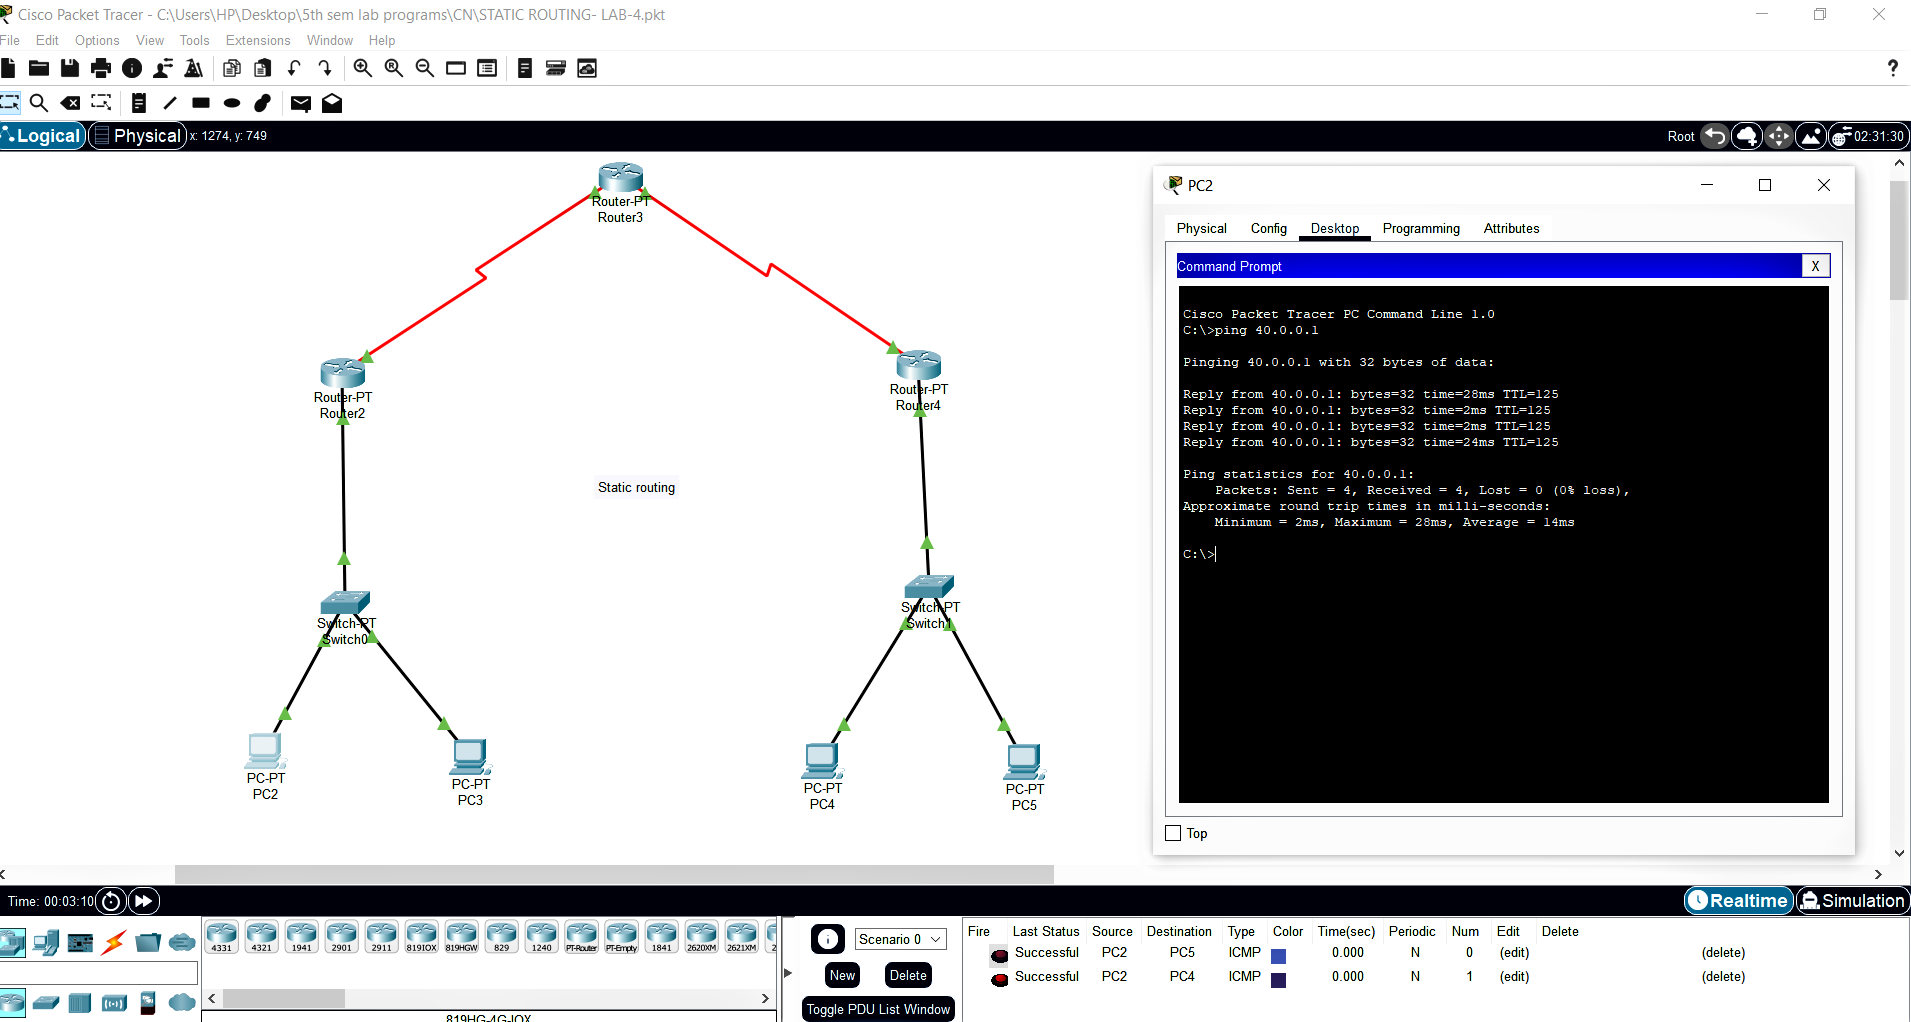 Cisco Packet Tracer - C:\Users\HP\Desktop\5th sem lab programs\CN\STATIC ROUTING- LAB-4.pkt
File Edit Options View Tools Extensions Window Help
?
Logical Physical x: 1274, y: 749 Root 02:31:30
Router-PT
Router3
Router-PT
Router2
Router-PT
Router4
Static routing
Switch-PT
Switch0
Switch-PT
Switch1
PC-PT
PC2
PC-PT
PC3
PC-PT
PC4
PC-PT
PC5
PC2
Physical Config Desktop Programming Attributes
Command Prompt X
Cisco Packet Tracer PC Command Line 1.0
C:\>ping 40.0.0.1
Pinging 40.0.0.1 with 32 bytes of data:
Reply from 40.0.0.1: bytes=32 time=28ms TTL=125
Reply from 40.0.0.1: bytes=32 time=2ms TTL=125
Reply from 40.0.0.1: bytes=32 time=2ms TTL=125
Reply from 40.0.0.1: bytes=32 time=24ms TTL=125
Ping statistics for 40.0.0.1:
Packets: Sent = 4, Received = 4, Lost = 0 (0% loss),
Approximate round trip times in milli-seconds:
Minimum = 2ms, Maximum = 28ms, Average = 14ms
C:\>
Top
Time: 00:03:10 Realtime Simulation
4331 4321 1941 2901 2911 819IOX 819HGW 829 1240 PT-Router PT-Empty 1841 2620XM 2621XM 2
819HG-4G-IOX
Scenario 0
New Delete
Toggle PDU List Window
Fire Last Status Source Destination Type Color Time(sec) Periodic Num Edit Delete
Successful PC2 PC5 ICMP 0.000 N 0 (edit) (delete)
Successful PC2 PC4 ICMP 0.000 N 1 (edit) (delete)